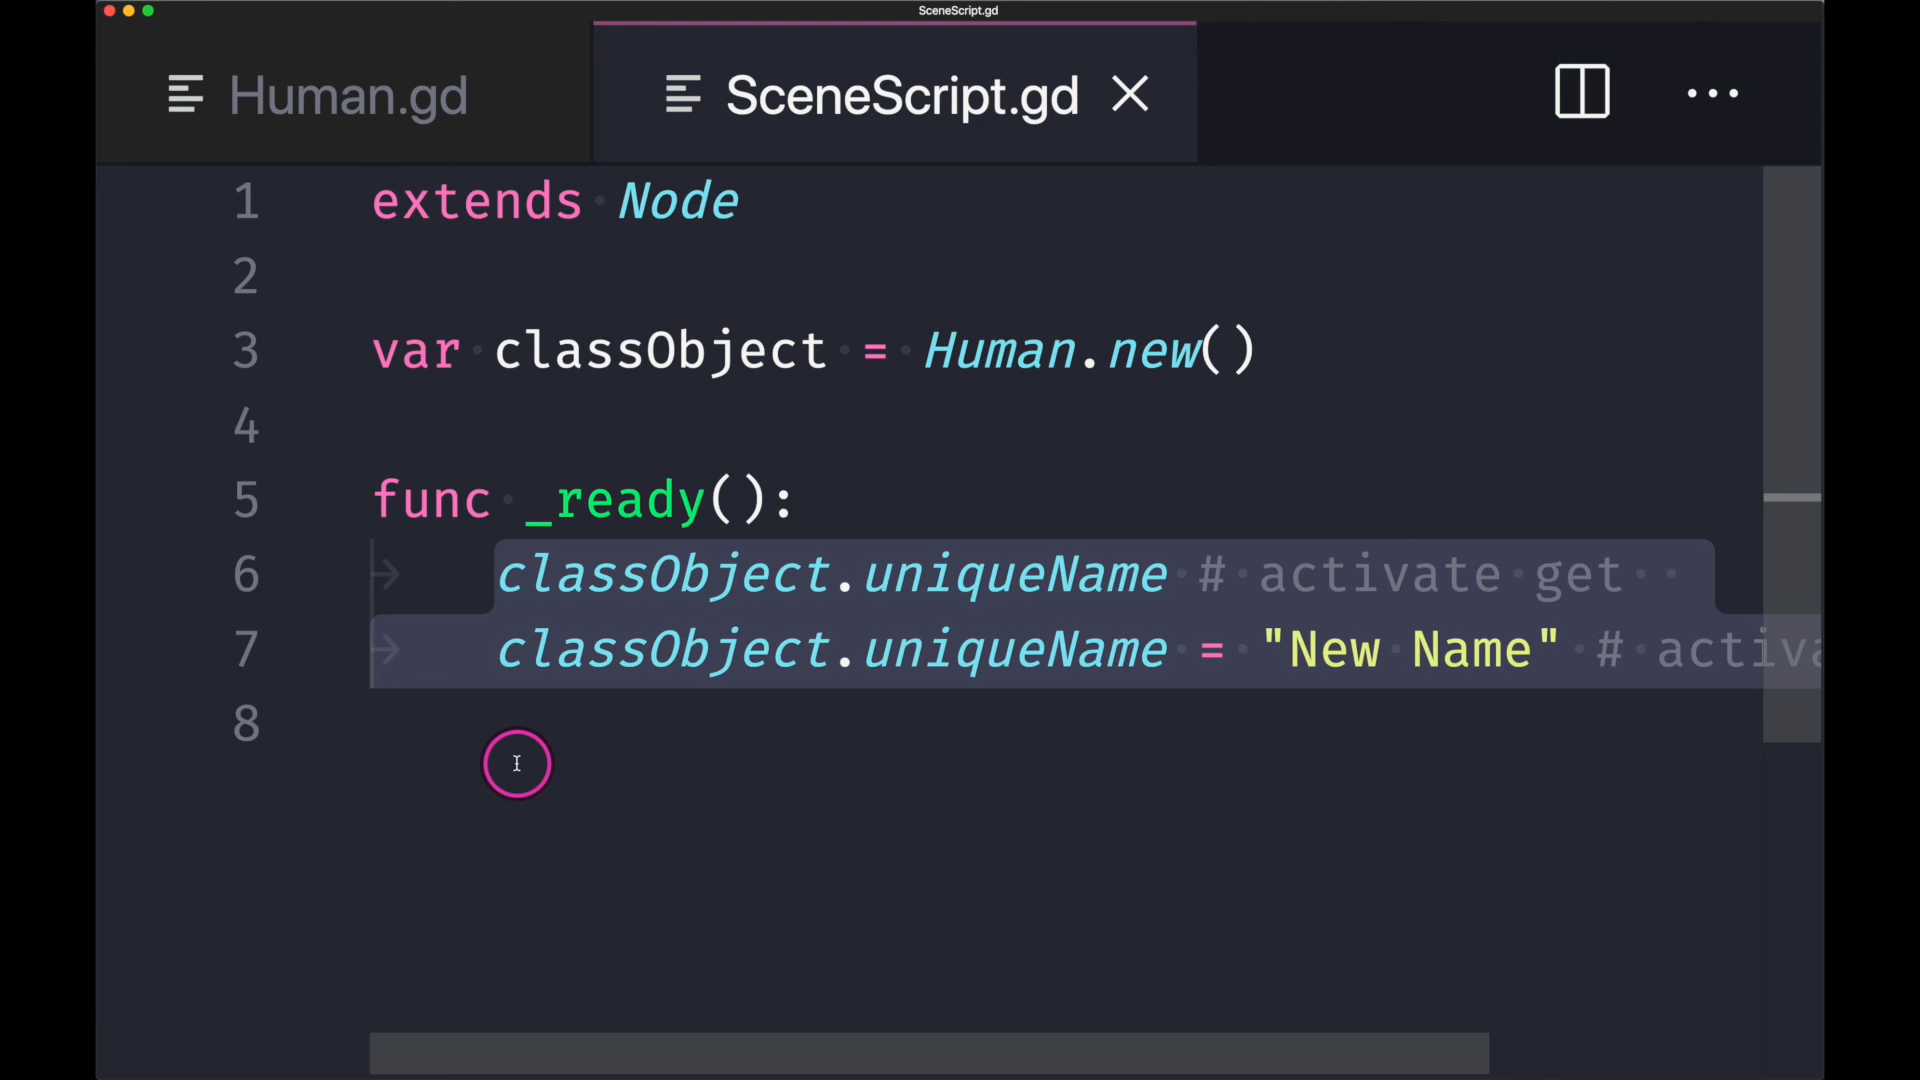 SceneScript.gd
Human.gd
SceneScript.gd
1 extends Node
2
3 var classObject = Human.new()
4
5 func _ready():
6 classObject.uniqueName # activate get
7 classObject.uniqueName = "New Name" #
8